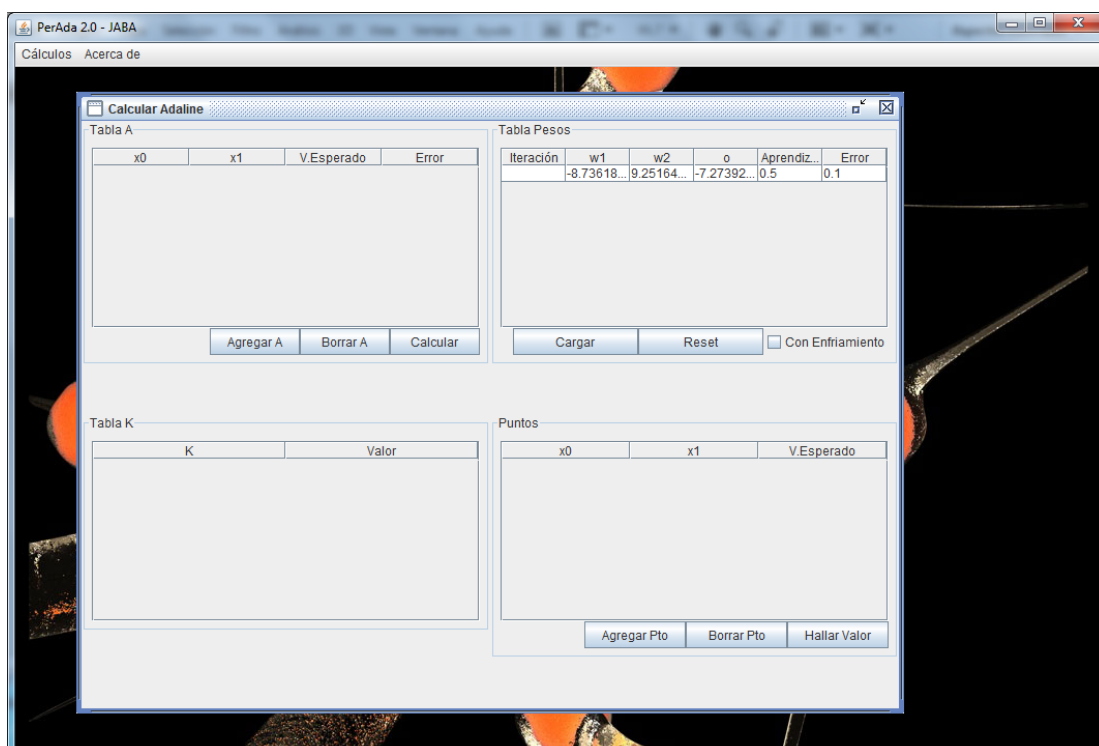 PerAda 2.0 - JABA
Cálculos Acerca de
Calcular Adaline
Tabla A
x0 x1 V.Esperado Error
Agregar A Borrar A Calcular
Tabla Pesos
Iteración w1 w2 o Aprendiz... Error
-8.73618... 9.25164... -7.27392... 0.5 0.1
Cargar Reset Con Enfriamiento
Tabla K
K Valor
Puntos
x0 x1 V.Esperado
Agregar Pto Borrar Pto Hallar Valor